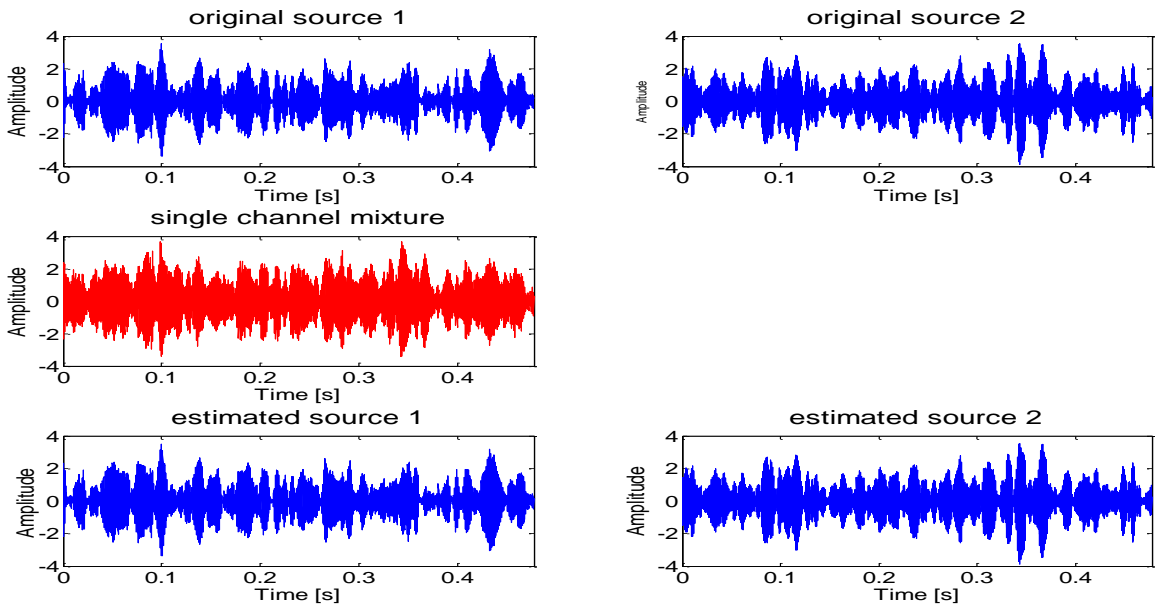 original source 1
4
2
0
-2
-4
Amplitude
0 0.1 0.2 0.3 0.4
Time [s]
original source 2
4
2
0
-2
-4
Amplitude
0 0.1 0.2 0.3 0.4
Time [s]
single channel mixture
4
2
0
-2
-4
Amplitude
0 0.1 0.2 0.3 0.4
Time [s]
estimated source 1
4
2
0
-2
-4
Amplitude
0 0.1 0.2 0.3 0.4
Time [s]
estimated source 2
4
2
0
-2
-4
Amplitude
0 0.1 0.2 0.3 0.4
Time [s]